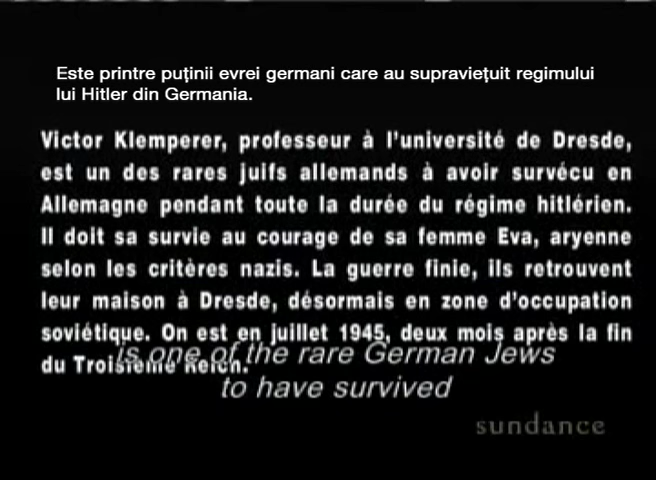 Este printre puţinii evrei germani care au supravieţuit regimului
lui Hitler din Germania.
Victor Klemperer, professeur à l'université de Dresde,
est un des rares juifs allemands à avoir survécu en
Allemagne pendant toute la durée du régime hitlérien.
Il doit sa survie au courage de sa femme Eva, aryenne
selon les critères nazis. La guerre finie, ils retrouvent
leur maison à Dresde, désormais en zone d'occupation
soviétique. On est en juillet 1945, deux mois après la fin
du Troisième Reich.
is one of the rare German Jews
to have survived
sundance